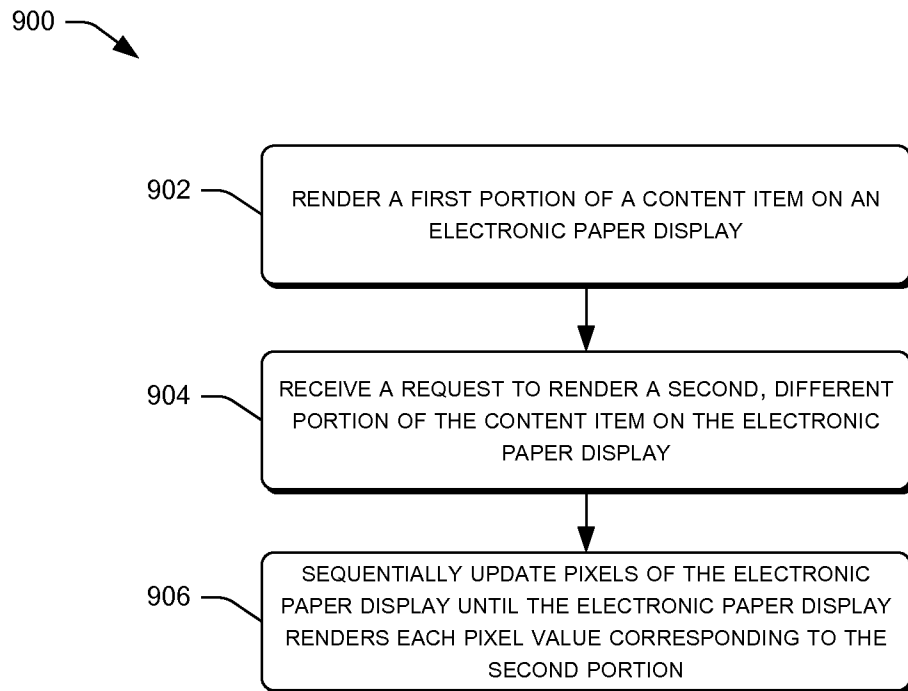 900
902
RENDER A FIRST PORTION OF A CONTENT ITEM ON AN
ELECTRONIC PAPER DISPLAY
904
RECEIVE A REQUEST TO RENDER A SECOND, DIFFERENT
PORTION OF THE CONTENT ITEM ON THE ELECTRONIC
PAPER DISPLAY
906
SEQUENTIALLY UPDATE PIXELS OF THE ELECTRONIC
PAPER DISPLAY UNTIL THE ELECTRONIC PAPER DISPLAY
RENDERS EACH PIXEL VALUE CORRESPONDING TO THE
SECOND PORTION